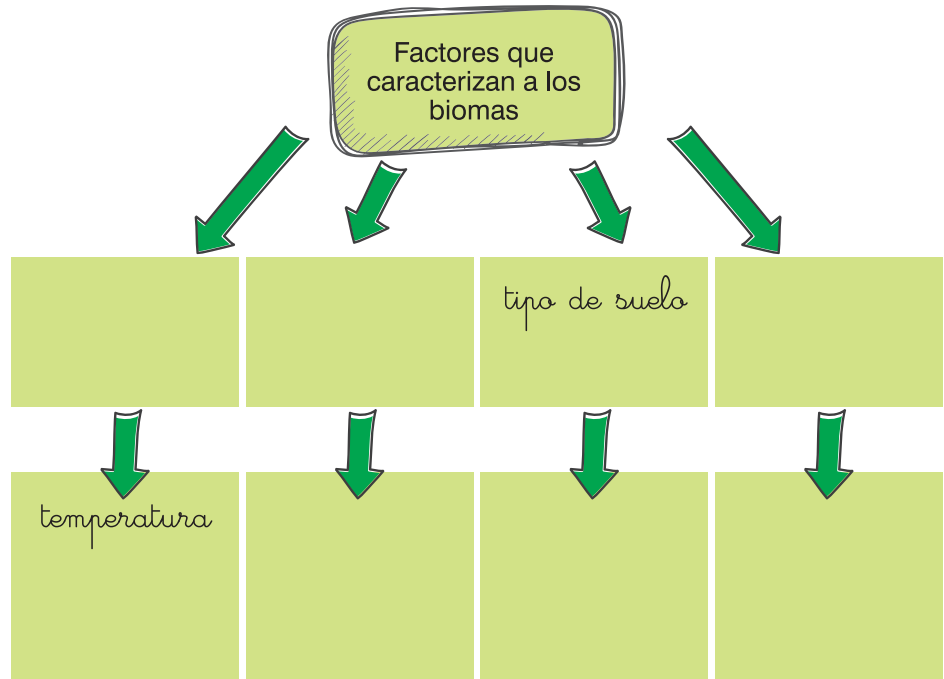 Factores que
caracterizan a los
biomas
tipo de suelo
temperatura